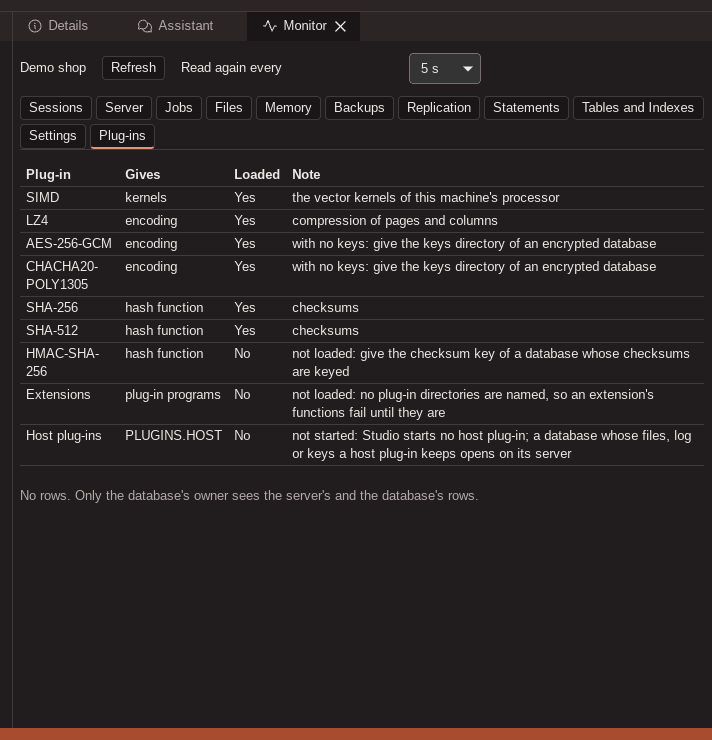 Details Assistant Monitor
Demo shop Refresh Read again every 5 s
Sessions Server Jobs Files Memory Backups Replication Statements Tables and Indexes
Settings Plug-ins
Plug-in Gives Loaded Note
SIMD kernels Yes the vector kernels of this machine's processor
LZ4 encoding Yes compression of pages and columns
AES-256-GCM encoding Yes with no keys: give the keys directory of an encrypted database
CHACHA20- encoding Yes with no keys: give the keys directory of an encrypted database
POLY1305
SHA-256 hash function Yes checksums
SHA-512 hash function Yes checksums
HMAC-SHA- hash function No not loaded: give the checksum key of a database whose checksums
256 are keyed
Extensions plug-in programs No not loaded: no plug-in directories are named, so an extension's
functions fail until they are
Host plug-ins PLUGINS.HOST No not started: Studio starts no host plug-in; a database whose files, log
or keys a host plug-in keeps opens on its server
No rows. Only the database's owner sees the server's and the database's rows.